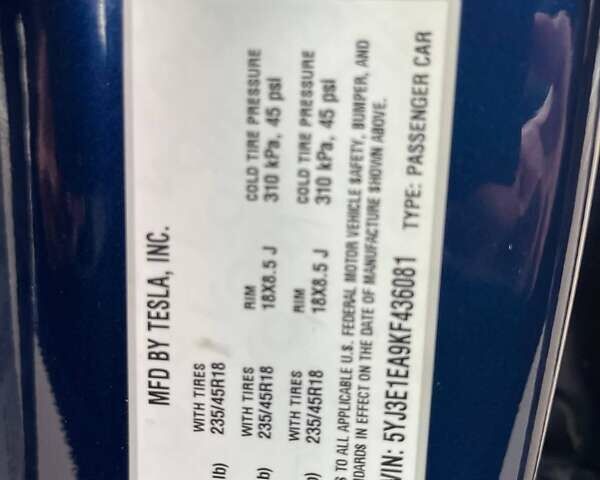 MFD BY TESLA, INC.
WITH TIRES RIM COLD TIRE PRESSURE
lb) 235/45R18 18X8.5 J 310 kPa, 45 psi
WITH TIRES RIM COLD TIRE PRESSURE
b) 235/45R18 18X8.5 J 310 kPa, 45 psi
WITH TIRES
) 235/45R18
S TO ALL APPLICABLE U.S. FEDERAL MOTOR VEHICLE SAFETY, BUMPER, AND
NDARDS IN EFFECT ON THE DATE OF MANUFACTURE SHOWN ABOVE.
VIN: 5YJ3E1EA9KF436081 TYPE: PASSENGER CAR